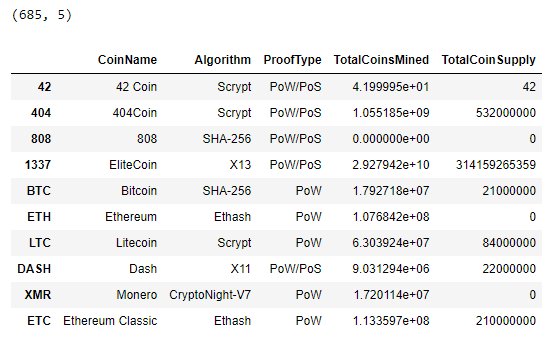 (685, 5)
CoinName Algorithm ProofType TotalCoinsMined TotalCoinSupply
42 42 Coin Scrypt PoW/PoS 4.199995e+01 42
404 404Coin Scrypt PoW/PoS 1.055185e+09 532000000
808 808 SHA-256 PoW/PoS 0.000000e+00 0
1337 EliteCoin X13 PoW/PoS 2.927942e+10 314159265359
BTC Bitcoin SHA-256 PoW 1.792718e+07 21000000
ETH Ethereum Ethash PoW 1.076842e+08 0
LTC Litecoin Scrypt PoW 6.303924e+07 84000000
DASH Dash X11 PoW/PoS 9.031294e+06 22000000
XMR Monero CryptoNight-V7 PoW 1.720114e+07 0
ETC Ethereum Classic Ethash PoW 1.133597e+08 210000000